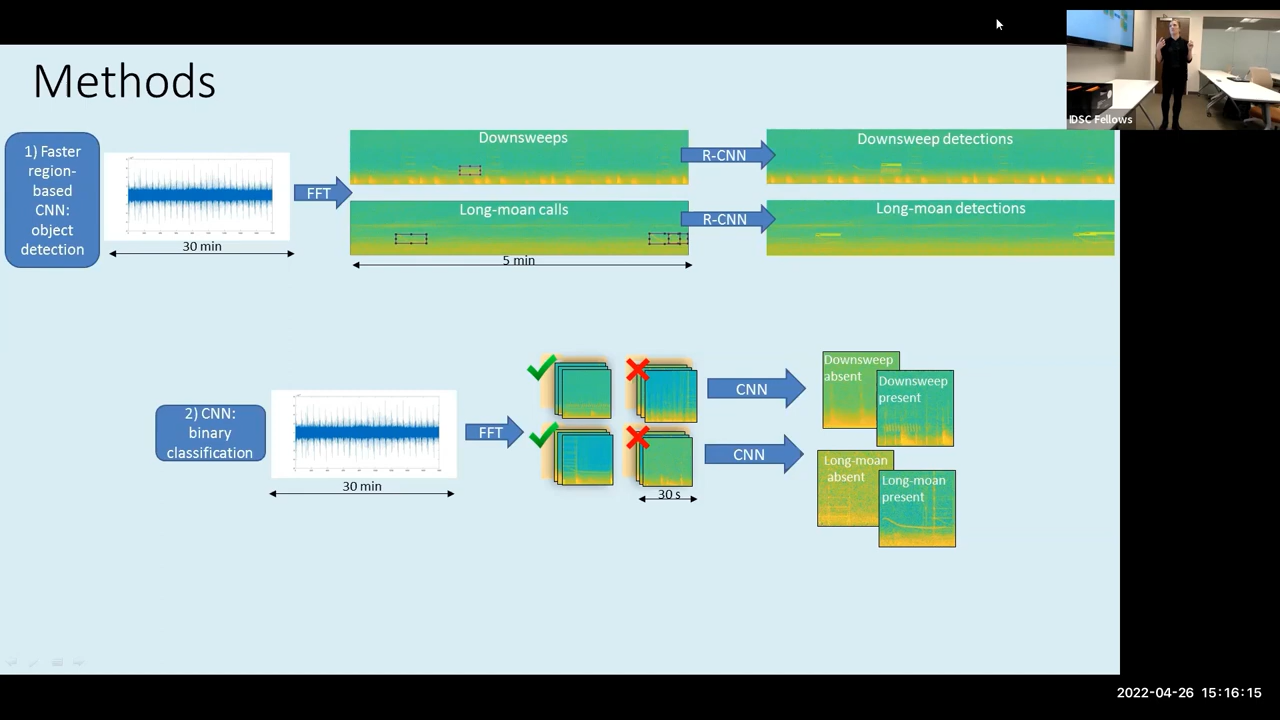 Methods
1) Faster
region-
based
CNN:
object
detection
30 min
FFT
Downsweeps
Long-moan calls
5 min
R-CNN
R-CNN
Downsweep detections
Long-moan detections
IDSC Fellows
2) CNN:
binary
classification
30 min
FFT
30 s
CNN
CNN
Downsweep
absent
Downsweep
present
Long-moan
absent
Long-moan
present
2022-04-26 15:16:15